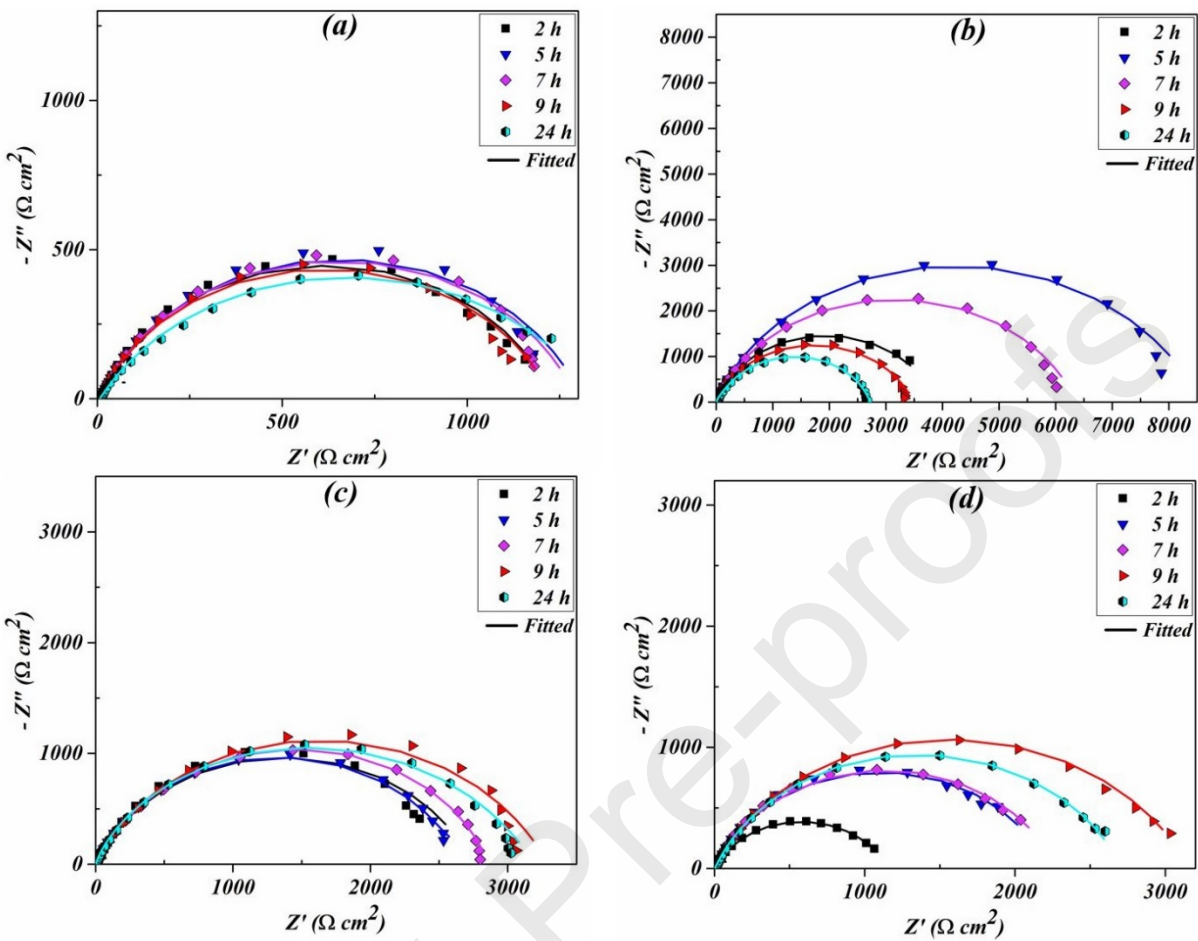 (a)
2 h
5 h
7 h
9 h
24 h
Fitted
1000
500
0
- Z'' (Ω cm²)
0 500 1000
Z' (Ω cm²)
(b)
2 h
5 h
7 h
9 h
24 h
Fitted
8000
7000
6000
5000
4000
3000
2000
1000
0
- Z'' (Ω cm²)
0 1000 2000 3000 4000 5000 6000 7000 8000
Z' (Ω cm²)
(c)
2 h
5 h
7 h
9 h
24 h
Fitted
3000
2000
1000
0
- Z'' (Ω cm²)
0 1000 2000 3000
Z' (Ω cm²)
(d)
2 h
5 h
7 h
9 h
24 h
Fitted
3000
2000
1000
0
- Z'' (Ω cm²)
0 1000 2000 3000
Z' (Ω cm²)
Pre-proofs